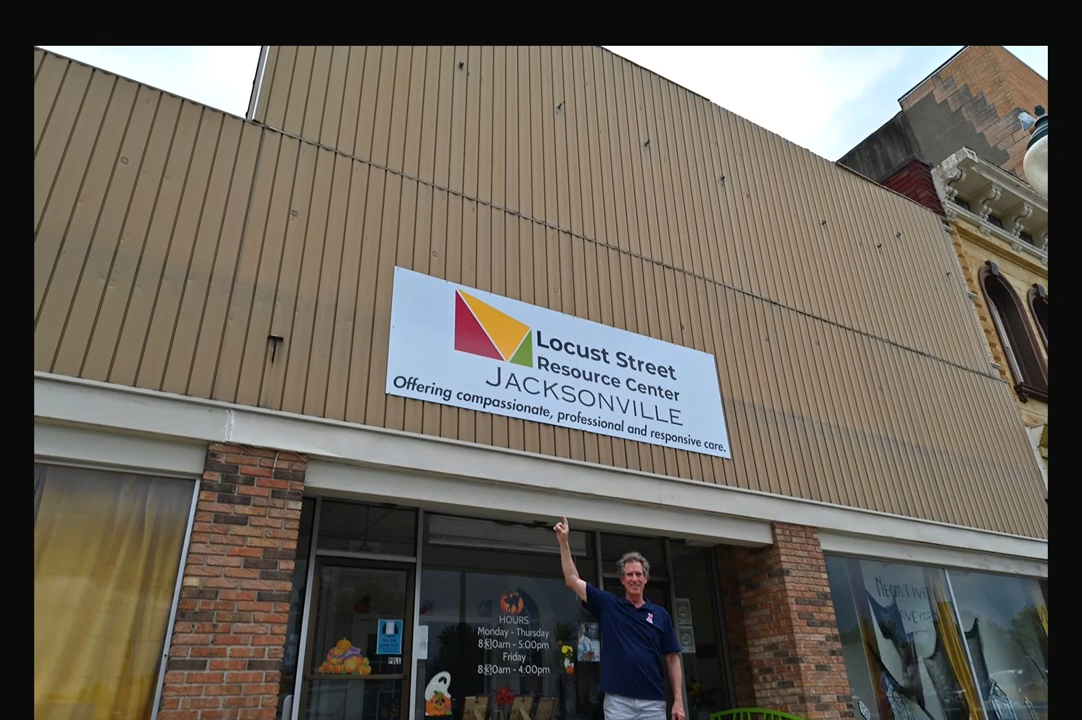 Locust Street
Resource Center
JACKSONVILLE
Offering compassionate, professional and responsive care.
HOURS
Monday - Thursday
8:30am - 5:00pm
Friday
8:30am - 4:00pm
PULL